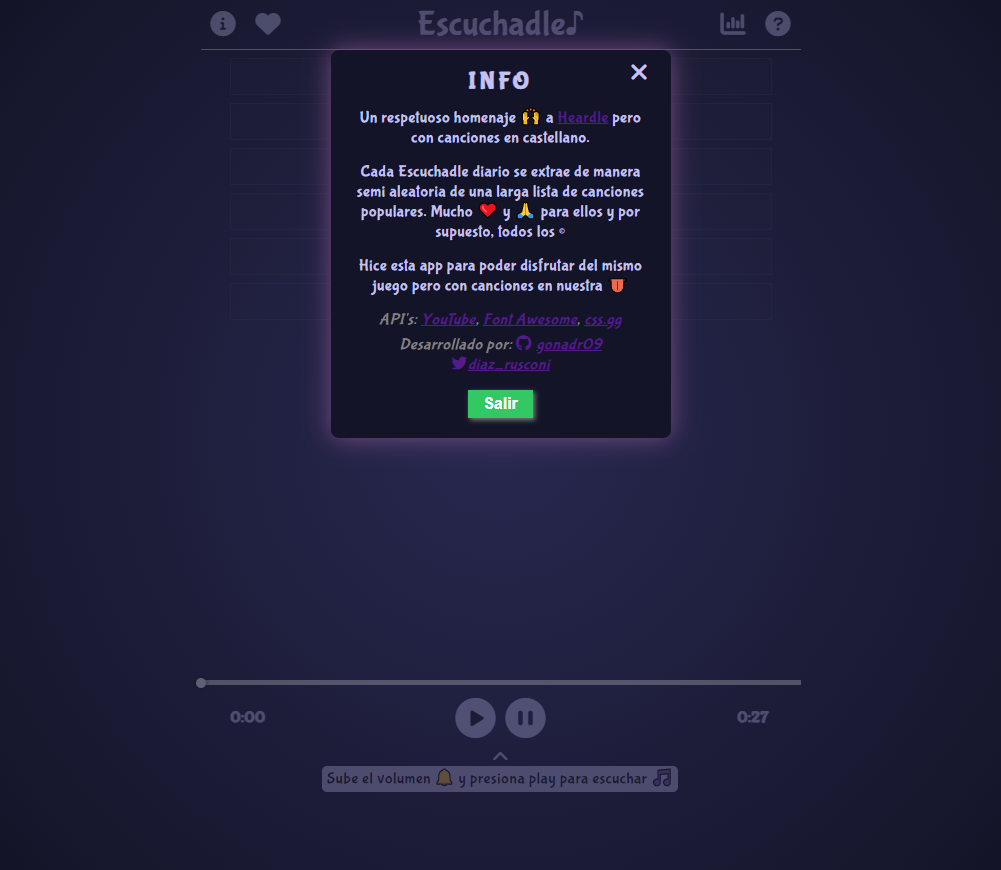 Escuchadle
INFO
Un respetuoso homenaje 🙌 a Heardle pero
con canciones en castellano.
Cada Escuchadle diario se extrae de manera
semi aleatoria de una larga lista de canciones
populares. Mucho ❤️ y 🙏 para ellos y por
supuesto, todos los ©
Hice esta app para poder disfrutar del mismo
juego pero con canciones en nuestra 👅
API's: YouTube, Font Awesome, css.gg
Desarrollado por: gonadr09
diaz_rusconi
Salir
0:00
0:27
Sube el volumen 🔔 y presiona play para escuchar 🎵